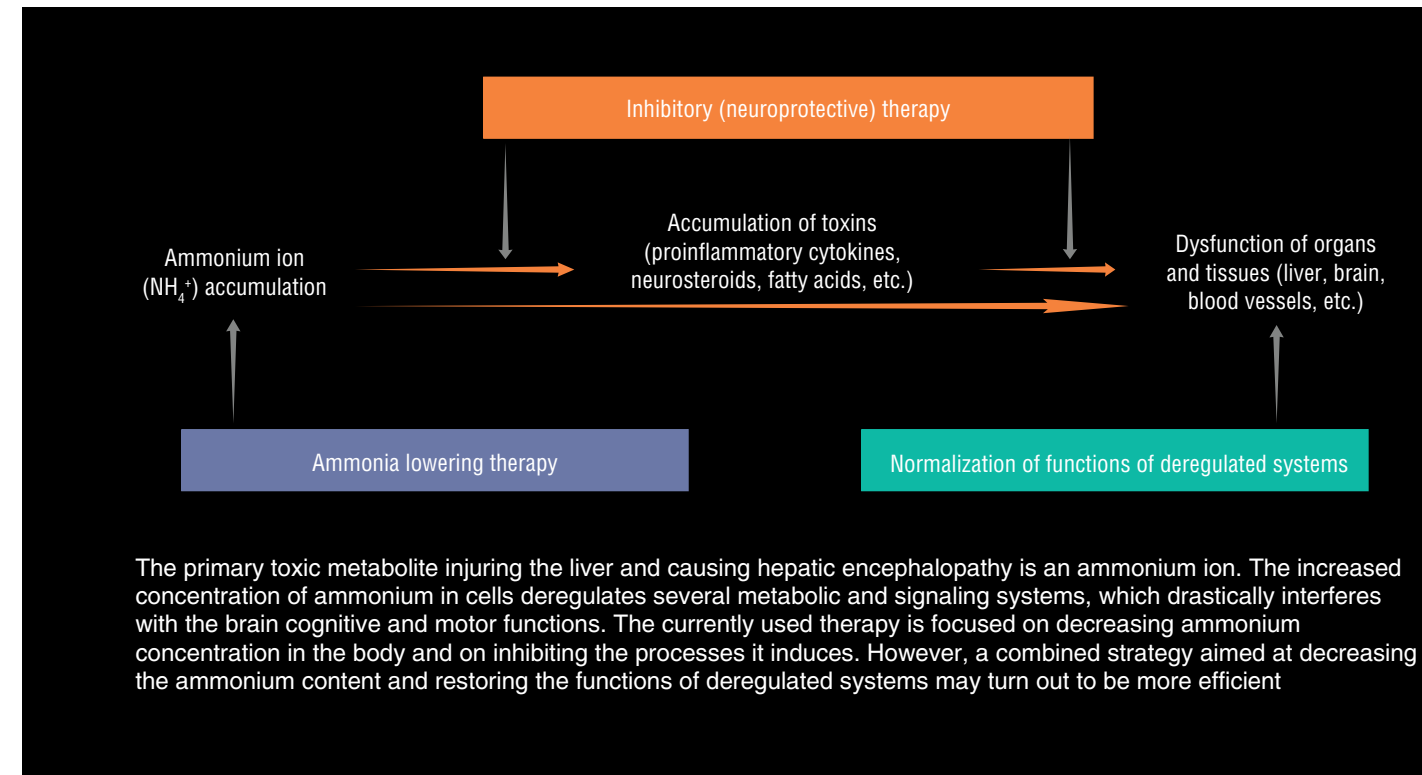 Inhibitory (neuroprotective) therapy
Ammonium ion
(NH₄⁺) accumulation
Accumulation of toxins
(proinflammatory cytokines,
neurosteroids, fatty acids, etc.)
Dysfunction of organs
and tissues (liver, brain,
blood vessels, etc.)
Ammonia lowering therapy
Normalization of functions of deregulated systems
The primary toxic metabolite injuring the liver and causing hepatic encephalopathy is an ammonium ion. The increased
concentration of ammonium in cells deregulates several metabolic and signaling systems, which drastically interferes
with the brain cognitive and motor functions. The currently used therapy is focused on decreasing ammonium
concentration in the body and on inhibiting the processes it induces. However, a combined strategy aimed at decreasing
the ammonium content and restoring the functions of deregulated systems may turn out to be more efficient